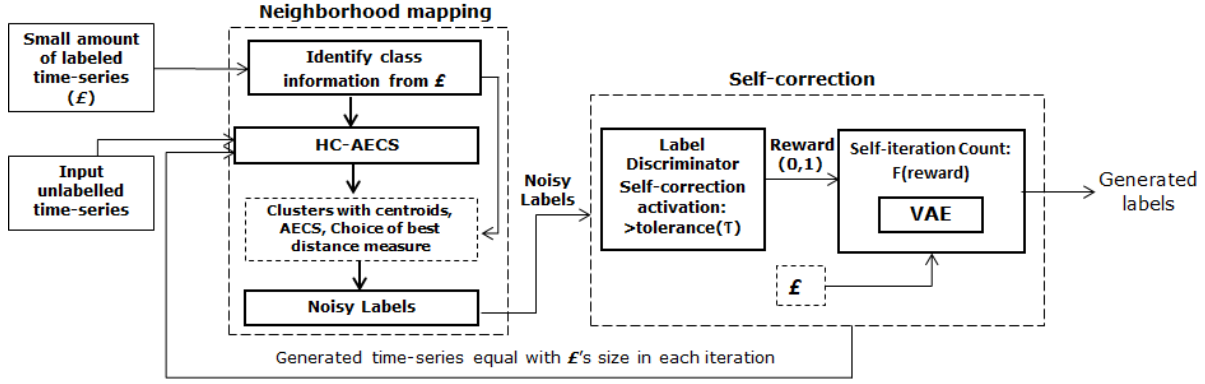 Neighborhood mapping
Small amount
of labeled
time-series
(£)
Identify class
information from £
HC-AECS
Input
unlabelled
time-series
Clusters with centroids,
AECS, Choice of best
distance measure
Noisy Labels
Noisy
Labels
Self-correction
Label
Discriminator
Self-correction
activation:
>tolerance(T)
Reward
(0,1)
Self-iteration Count:
F(reward)
VAE
£
Generated
labels
Generated time-series equal with £'s size in each iteration